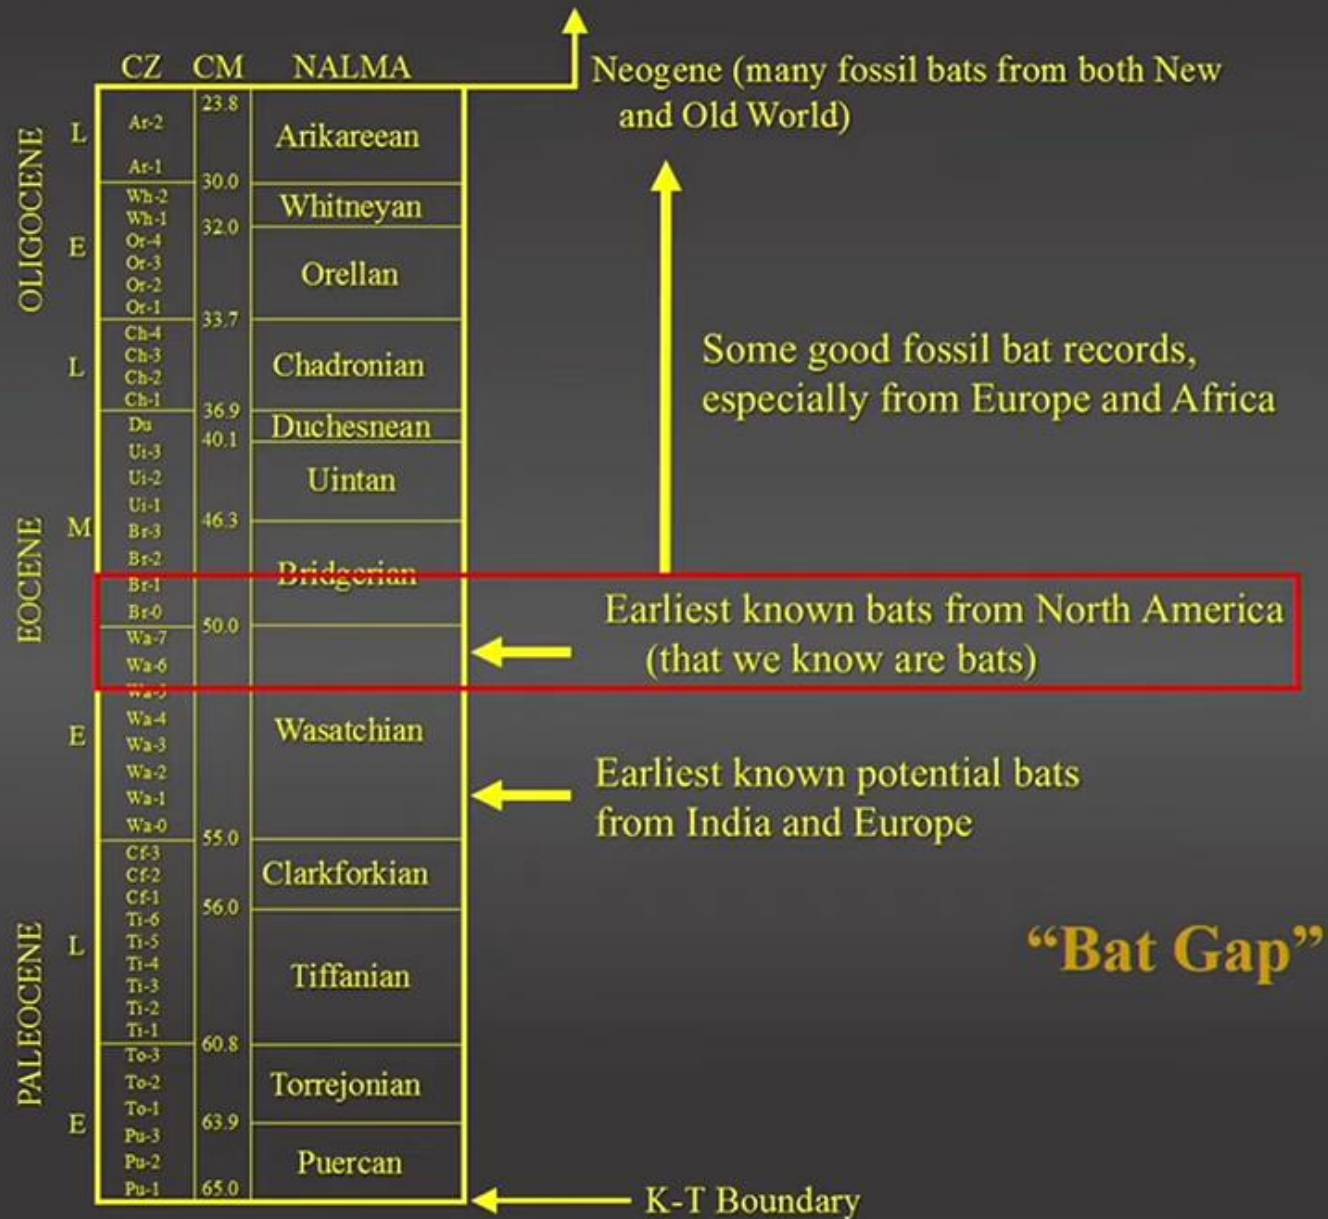 CZ CM NALMA
Neogene (many fossil bats from both New
and Old World)
OLIGOCENE
L
E
Ar-2
Ar-1
23.8
Arikareean
30.0
Wh-2
Wh-1
Whitneyan
32.0
Or-4
Or-3
Or-2
Or-1
Orellan
33.7
EOCENE
L
M
E
Ch-4
Ch-3
Ch-2
Ch-1
Chadronian
36.9
Du
Duchesnean
40.1
Ui-3
Ui-2
Ui-1
Uintan
46.3
Br-3
Br-2
Br-1
Br-0
Bridgerian
50.0
Wa-7
Wa-6
Wa-5
Wa-4
Wa-3
Wa-2
Wa-1
Wa-0
Wasatchian
55.0
PALEOCENE
L
E
Cf-3
Cf-2
Cf-1
Clarkforkian
56.0
Ti-6
Ti-5
Ti-4
Ti-3
Ti-2
Ti-1
Tiffanian
60.8
To-3
To-2
To-1
Torrejonian
63.9
Pu-3
Pu-2
Pu-1
Puercan
65.0
Some good fossil bat records,
especially from Europe and Africa
Earliest known bats from North America
(that we know are bats)
Earliest known potential bats
from India and Europe
“Bat Gap”
K-T Boundary